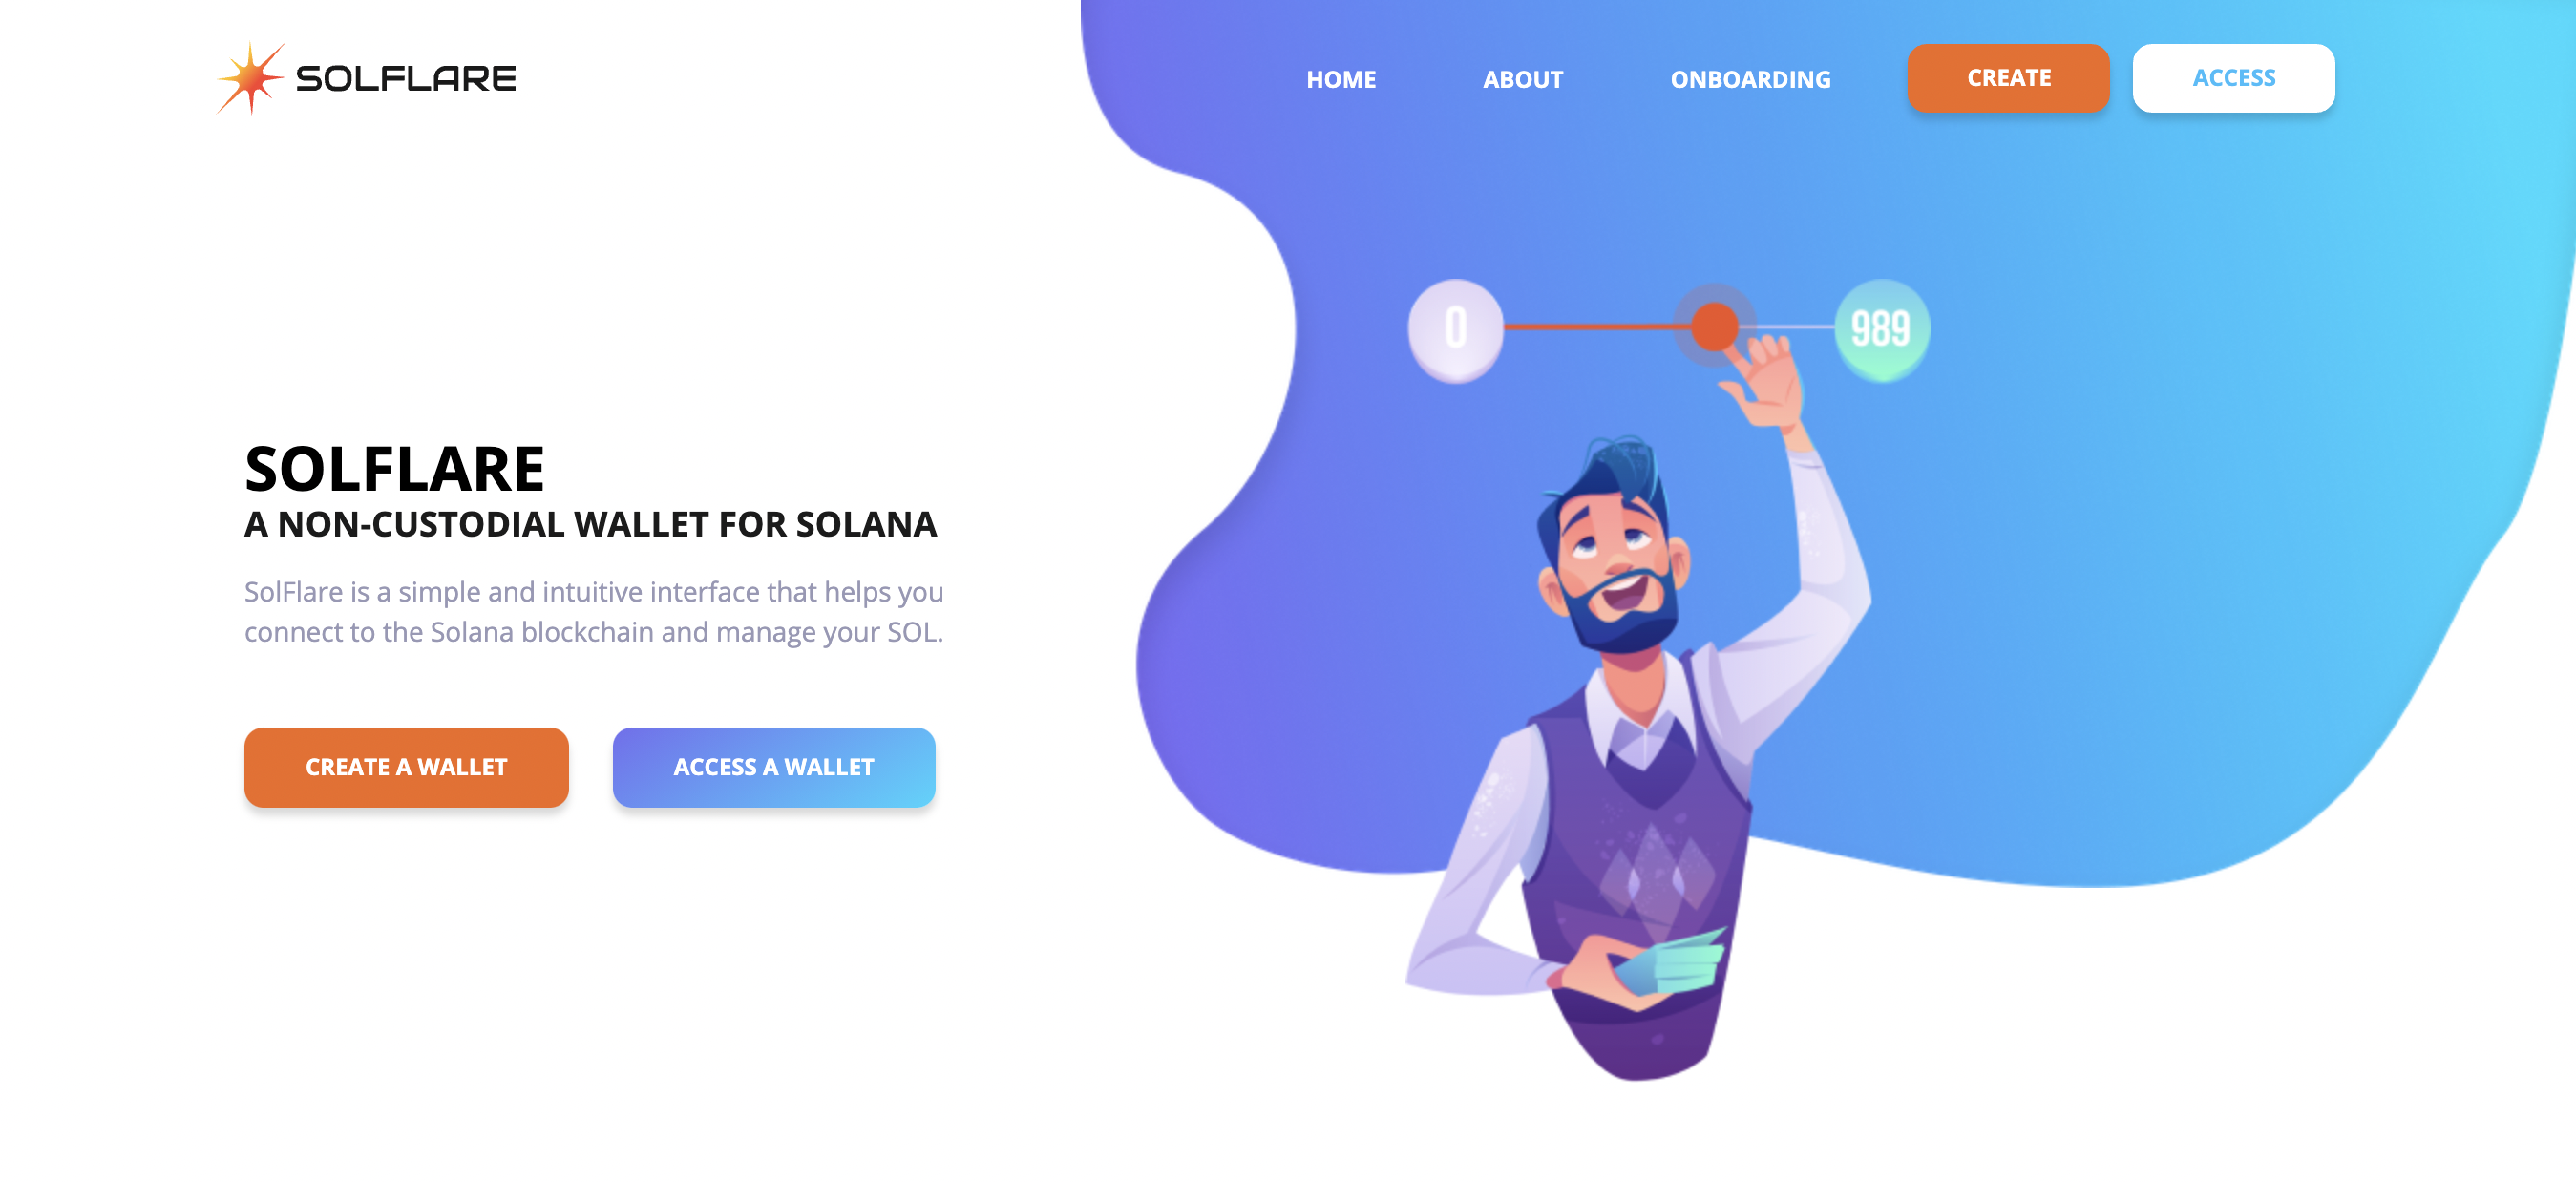 SOLFLARE
HOME
ABOUT
ONBOARDING
CREATE
ACCESS
0
989
SOLFLARE
A NON-CUSTODIAL WALLET FOR SOLANA
SolFlare is a simple and intuitive interface that helps you
connect to the Solana blockchain and manage your SOL.
CREATE A WALLET
ACCESS A WALLET